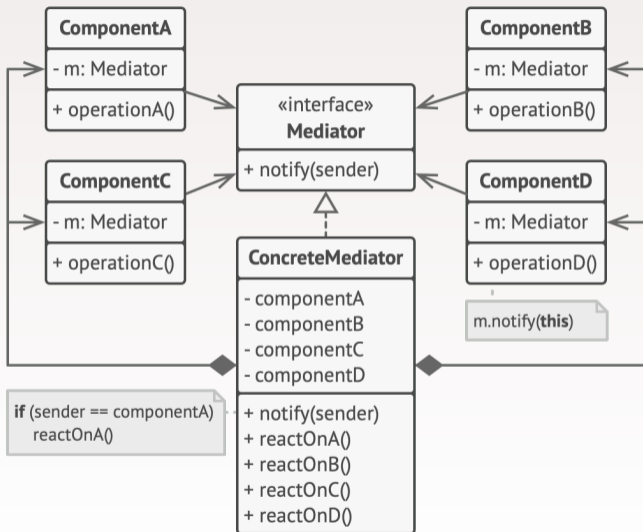 ComponentA
- m: Mediator
+ operationA()
ComponentB
- m: Mediator
+ operationB()
«interface»
Mediator
+ notify(sender)
ComponentC
- m: Mediator
+ operationC()
ComponentD
- m: Mediator
+ operationD()
ConcreteMediator
- componentA
- componentB
- componentC
- componentD
+ notify(sender)
+ reactOnA()
+ reactOnB()
+ reactOnC()
+ reactOnD()
m.notify(this)
if (sender == componentA)
reactOnA()